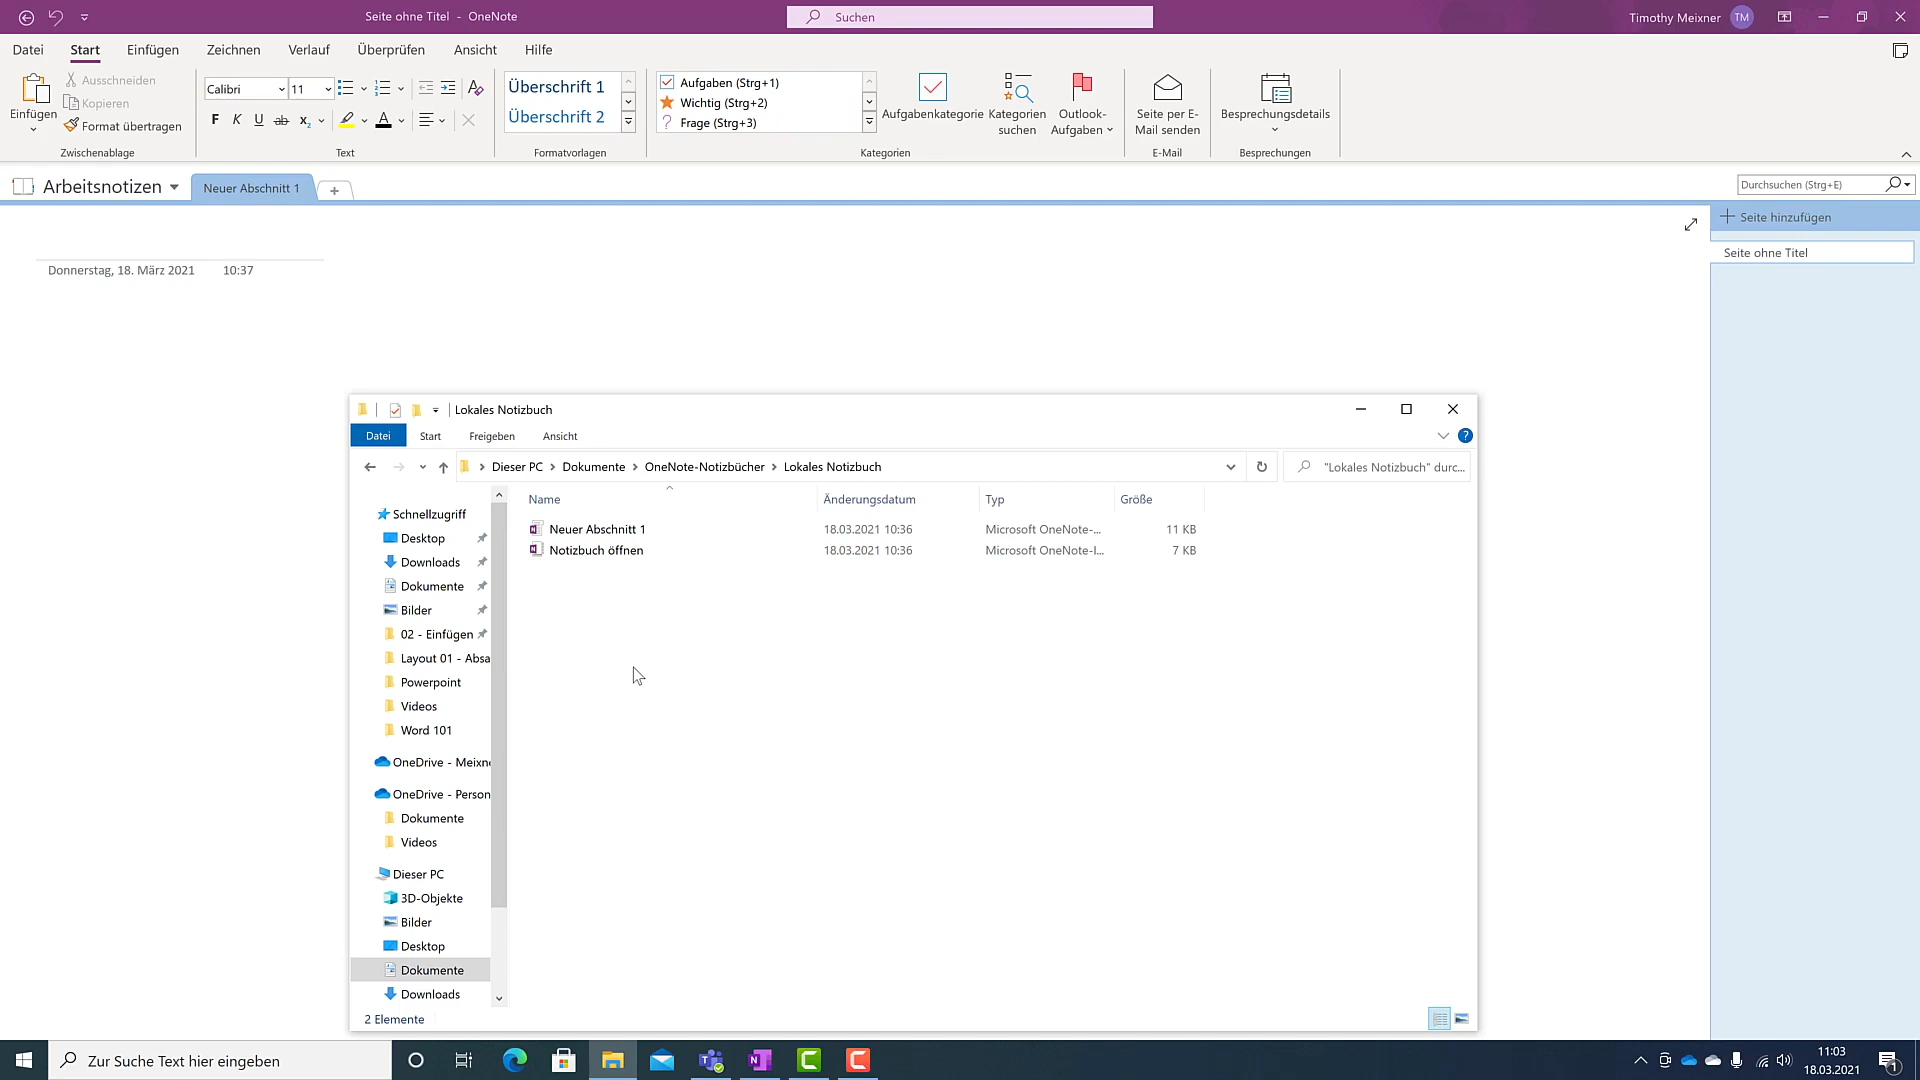 Seite ohne Titel - OneNote
Suchen
Timothy Meixner TM
Datei Start Einfügen Zeichnen Verlauf Überprüfen Ansicht Hilfe
Einfügen
Ausschneiden
Kopieren
Format übertragen
Zwischenablage
Calibri 11
F K U ab x₂ A
Text
Überschrift 1
Überschrift 2
Formatvorlagen
Aufgaben (Strg+1)
Wichtig (Strg+2)
Frage (Strg+3)
Aufgabenkategorie
Kategorien suchen
Outlook-Aufgaben
Kategorien
Seite per E-Mail senden
E-Mail
Besprechungsdetails
Besprechungen
Arbeitsnotizen
Neuer Abschnitt 1
Durchsuchen (Strg+E)
Seite hinzufügen
Seite ohne Titel
Donnerstag, 18. März 2021 10:37
Lokales Notizbuch
Datei Start Freigeben Ansicht
Dieser PC > Dokumente > OneNote-Notizbücher > Lokales Notizbuch
"Lokales Notizbuch" durc...
Name Änderungsdatum Typ Größe
Neuer Abschnitt 1 18.03.2021 10:36 Microsoft OneNote-... 11 KB
Notizbuch öffnen 18.03.2021 10:36 Microsoft OneNote-I... 7 KB
Schnellzugriff
Desktop
Downloads
Dokumente
Bilder
02 - Einfügen
Layout 01 - Absa
Powerpoint
Videos
Word 101
OneDrive - Meixne
OneDrive - Person
Dokumente
Videos
Dieser PC
3D-Objekte
Bilder
Desktop
Dokumente
Downloads
2 Elemente
Zur Suche Text hier eingeben
11:03
18.03.2021
1